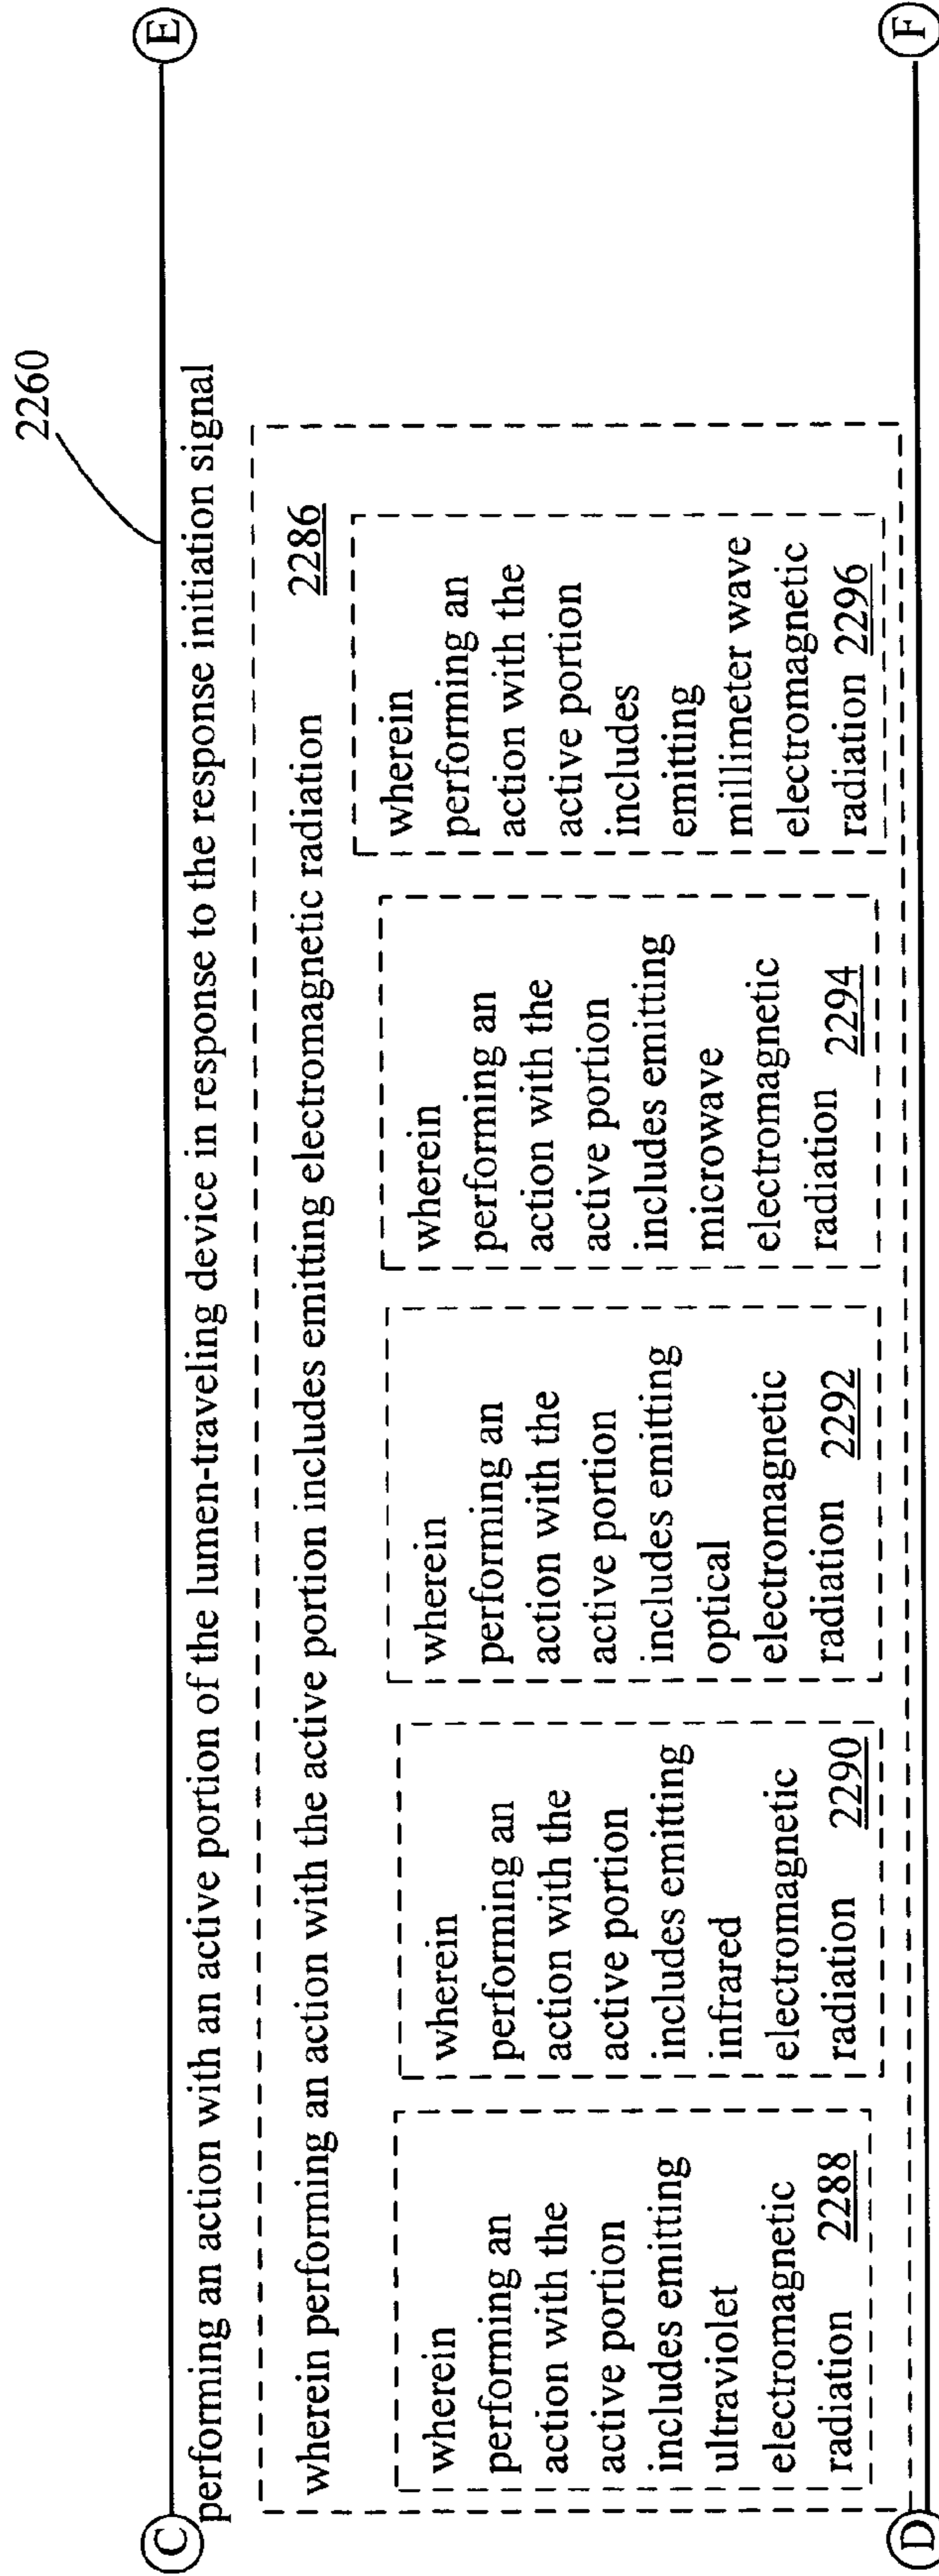 2260
C
E
performing an action with an active portion of the lumen-traveling device in response to the response initiation signal
wherein performing an action with the active portion includes emitting electromagnetic radiation 2286
wherein
performing an
action with the
active portion
includes emitting
ultraviolet
electromagnetic
radiation 2288
wherein
performing an
action with the
active portion
includes emitting
infrared
electromagnetic
radiation 2290
wherein
performing an
action with the
active portion
includes emitting
optical
electromagnetic
radiation 2292
wherein
performing an
action with the
active portion
includes emitting
microwave
electromagnetic
radiation 2294
wherein
performing an
action with the
active portion
includes
emitting
millimeter wave
electromagnetic
radiation 2296
D
F